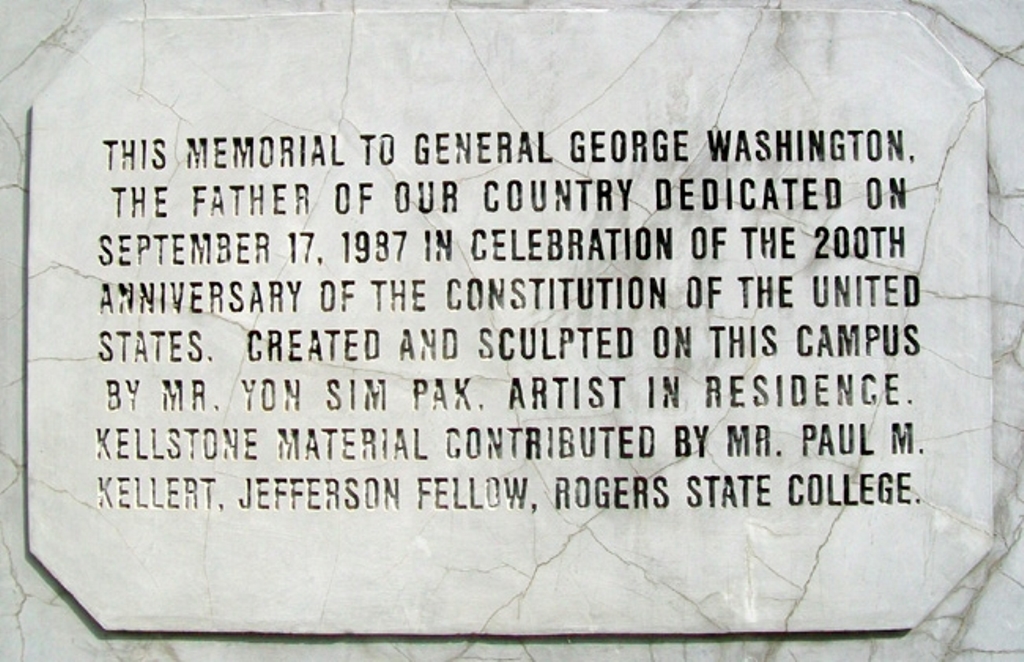 THIS MEMORIAL TO GENERAL GEORGE WASHINGTON,
THE FATHER OF OUR COUNTRY DEDICATED ON
SEPTEMBER 17, 1987 IN CELEBRATION OF THE 200TH
ANNIVERSARY OF THE CONSTITUTION OF THE UNITED
STATES. CREATED AND SCULPTED ON THIS CAMPUS
BY MR. YON SIM PAK, ARTIST IN RESIDENCE.
KELLSTONE MATERIAL CONTRIBUTED BY MR. PAUL M.
KELLERT, JEFFERSON FELLOW, ROGERS STATE COLLEGE.